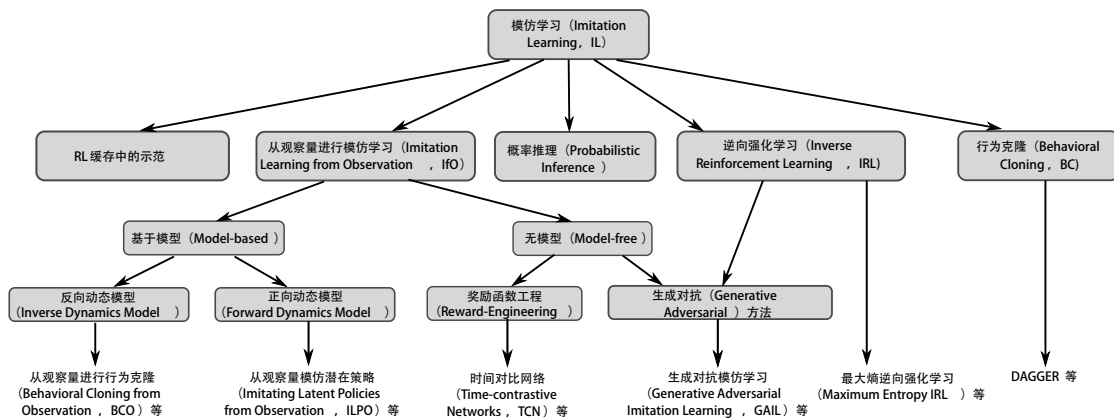 模仿学习（Imitation
Learning，IL）
RL 缓存中的示范
从观察量进行模仿学习（Imitation
Learning from Observation ，IfO）
概率推理（Probabilistic
Inference ）
逆向强化学习（Inverse
Reinforcement Learning ，IRL）
行为克隆（Behavioral
Cloning，BC）
基于模型（Model-based ）
无模型（Model-free ）
反向动态模型
（Inverse Dynamics Model ）
正向动态模型
（Forward Dynamics Model ）
奖励函数工程
（Reward-Engineering ）
生成对抗（Generative
Adversarial ）方法
从观察量进行行为克隆
（Behavioral Cloning from
Observation ，BCO）等
从观察量模仿潜在策略
（Imitating Latent Policies
from Observation ，ILPO）等
时间对比网络
（Time-contrastive
Networks ，TCN）等
生成对抗模仿学习
（Generative Adversarial
Imitation Learning ，GAIL）等
最大熵逆向强化学习
（Maximum Entropy IRL ）等
DAGGER 等